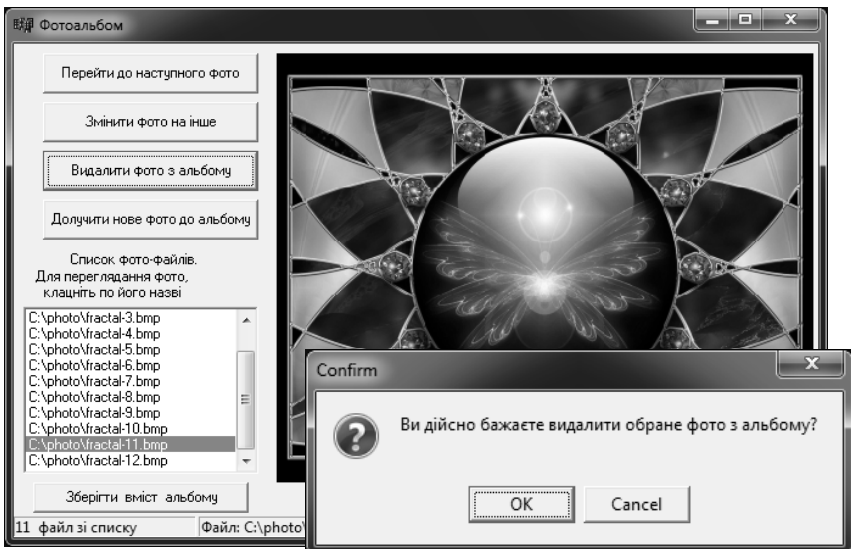 Фотоальбом
Перейти до наступного фото
Змінити фото на інше
Видалити фото з альбому
Долучити нове фото до альбому
Список фото-файлів.
Для переглядання фото,
клацніть по його назві
C:\photo\fractal-3.bmp
C:\photo\fractal-4.bmp
C:\photo\fractal-5.bmp
C:\photo\fractal-6.bmp
C:\photo\fractal-7.bmp
C:\photo\fractal-8.bmp
C:\photo\fractal-9.bmp
C:\photo\fractal-10.bmp
C:\photo\fractal-11.bmp
C:\photo\fractal-12.bmp
Зберігти вміст альбому
11 файл зі списку
Файл: C:\photo\
Confirm
Ви дійсно бажаєте видалити обране фото з альбому?
OK
Cancel